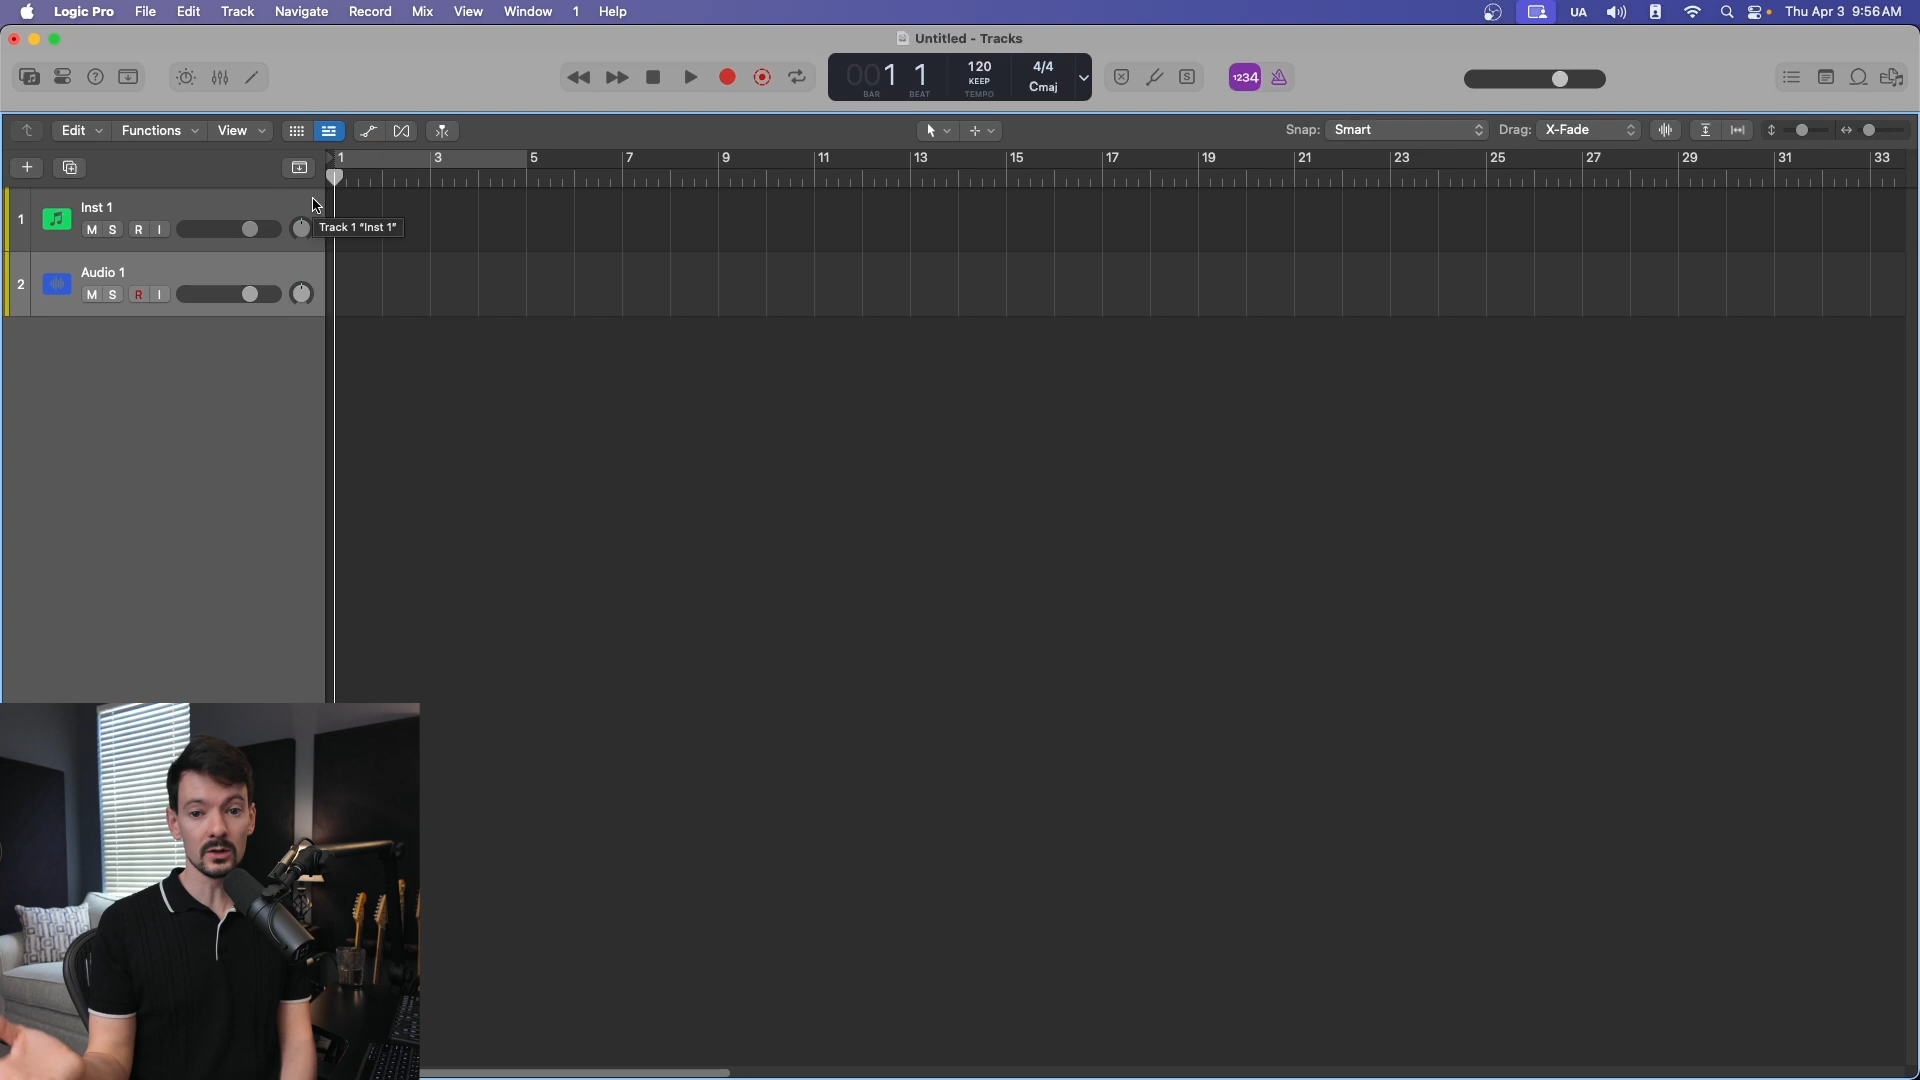 Logic Pro File Edit Track Navigate Record Mix View Window 1 Help UA Thu Apr 3 9:56 AM
Untitled - Tracks
001 1 120 4/4
KEEP Cmaj
BAR BEAT TEMPO
S 1234
Edit Functions View Snap: Smart Drag: X-Fade
1 3 5 7 9 11 13 15 17 19 21 23 25 27 29 31 33
1 Inst 1
M S R I
Track 1 "Inst 1"
2 Audio 1
M S R I